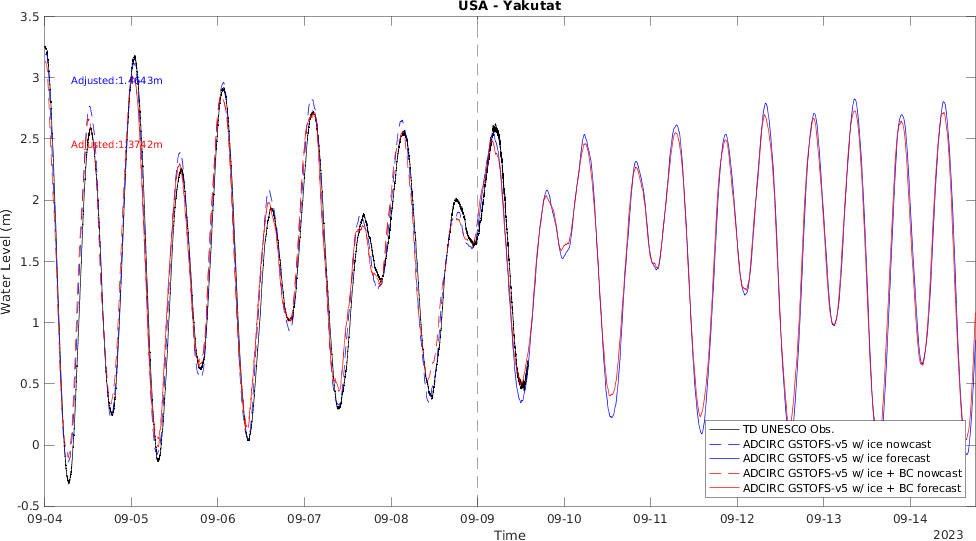 USA - Yakutat
3.5
3
2.5
2
1.5
1
0.5
0
-0.5
Water Level (m)
Adjusted:1.4643m
Adjusted:1.3742m
TD UNESCO Obs.
ADCIRC GSTOFS-v5 w/ ice nowcast
ADCIRC GSTOFS-v5 w/ ice forecast
ADCIRC GSTOFS-v5 w/ ice + BC nowcast
ADCIRC GSTOFS-v5 w/ ice + BC forecast
09-04 09-05 09-06 09-07 09-08 09-09 09-10 09-11 09-12 09-13 09-14
Time
2023